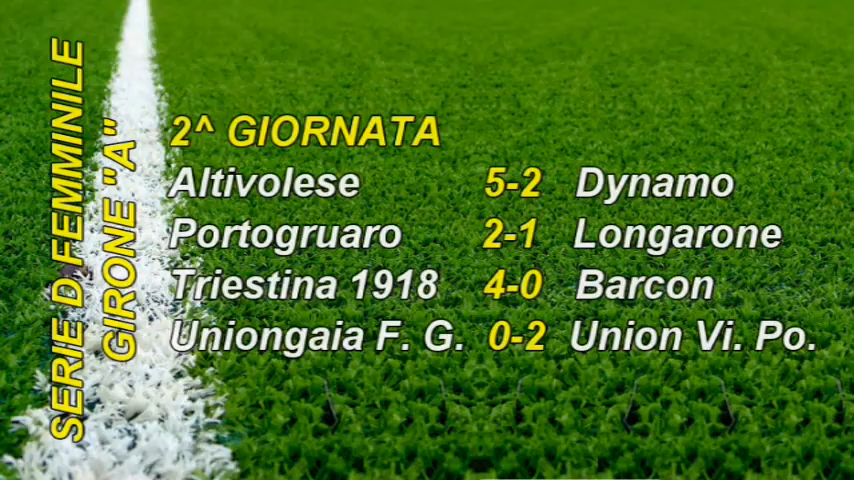 SERIE D FEMMINILE
GIRONE "A"
2^ GIORNATA
Altivolese 5-2 Dynamo
Portogruaro 2-1 Longarone
Triestina 1918 4-0 Barcon
Uniongaia F. G. 0-2 Union Vi. Po.